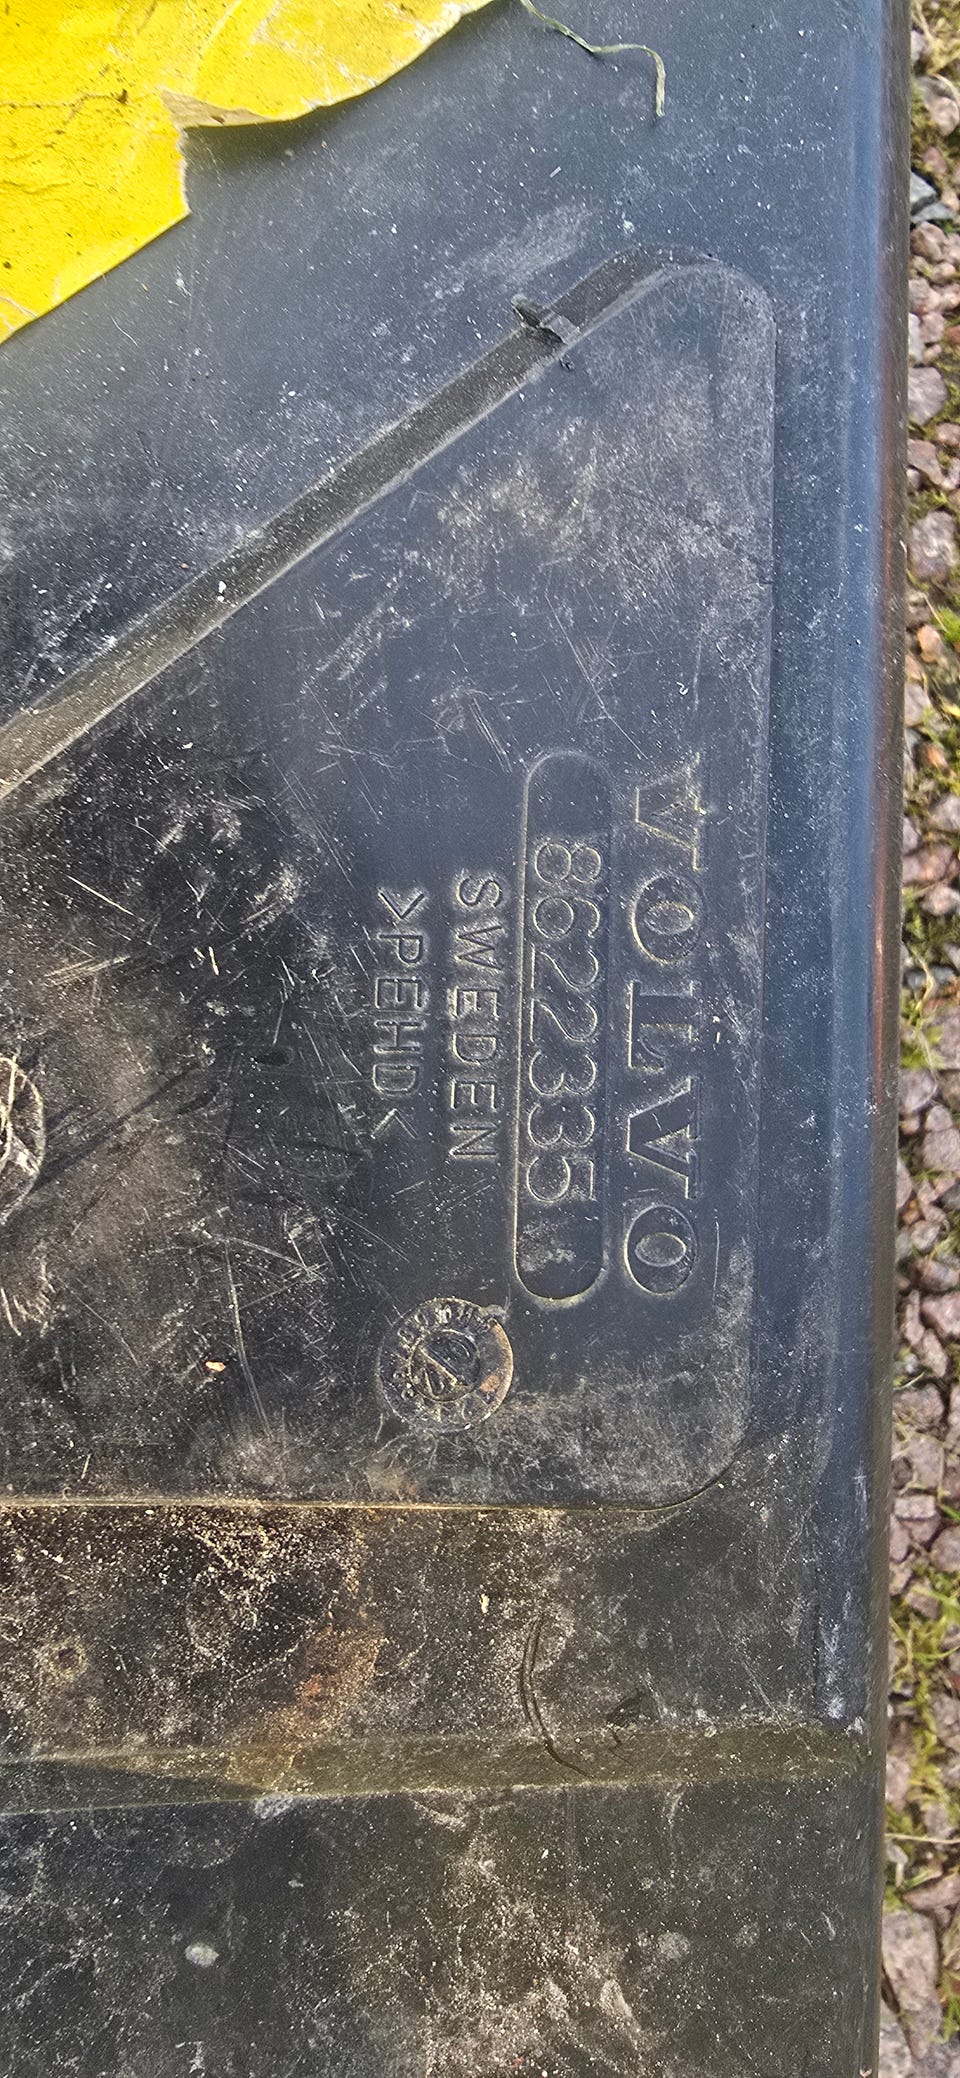 VOLVO
8622335
SWEDEN
>PEHD<